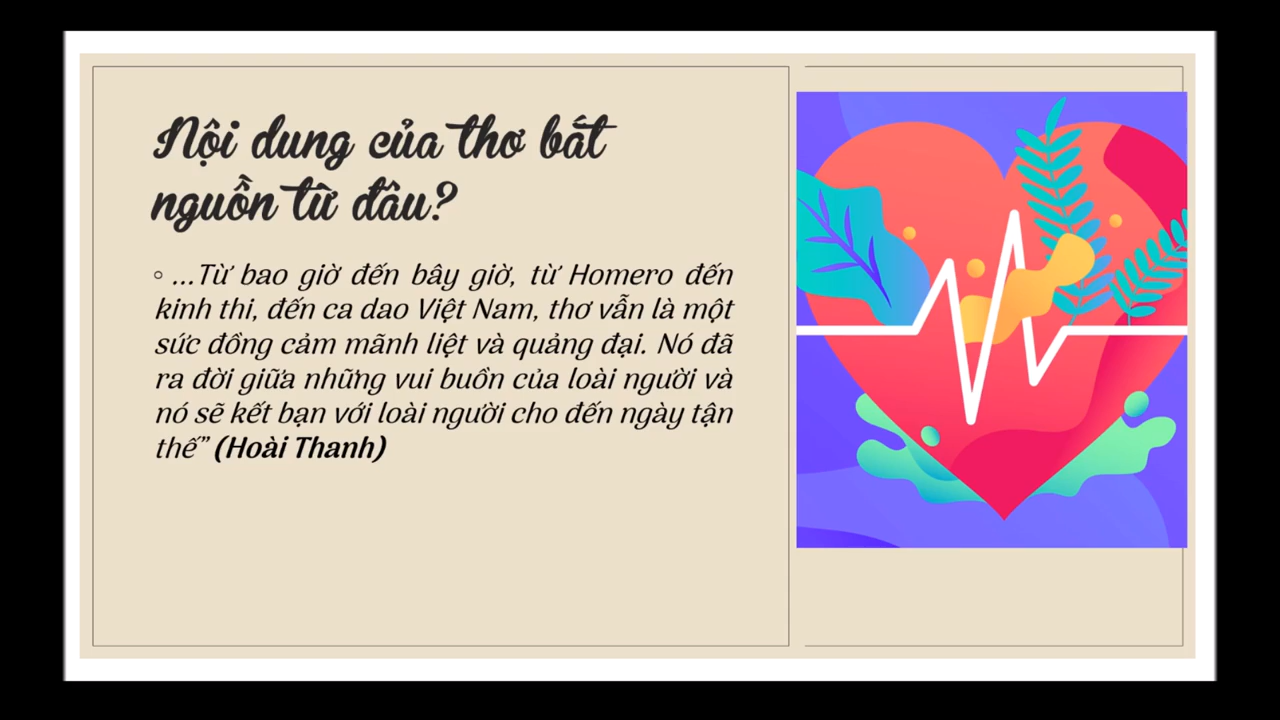 Nội dung của thơ bắt
nguồn từ đâu?
◦ ...Từ bao giờ đến bây giờ, từ Homero đến
kinh thi, đến ca dao Việt Nam, thơ vẫn là một
sức đồng cảm mãnh liệt và quảng đại. Nó đã
ra đời giữa những vui buồn của loài người và
nó sẽ kết bạn với loài người cho đến ngày tận
thế” (Hoài Thanh)